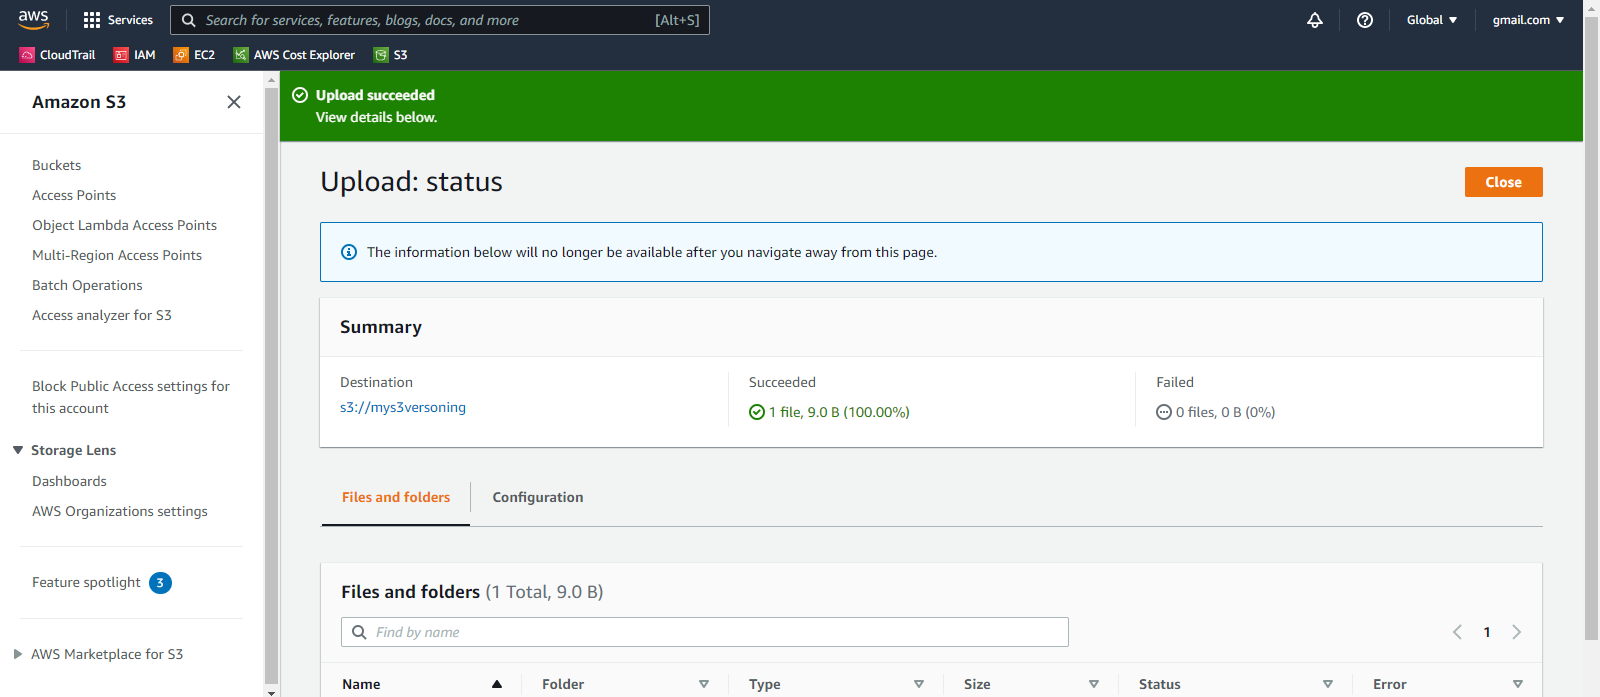 aws
Services
Search for services, features, blogs, docs, and more
[Alt+S]
Global
gmail.com
CloudTrail
IAM
EC2
AWS Cost Explorer
S3
Amazon S3
Buckets
Access Points
Object Lambda Access Points
Multi-Region Access Points
Batch Operations
Access analyzer for S3
Block Public Access settings for
this account
Storage Lens
Dashboards
AWS Organizations settings
Feature spotlight 3
AWS Marketplace for S3
Upload succeeded
View details below.
Upload: status
Close
The information below will no longer be available after you navigate away from this page.
Summary
Destination
s3://mys3versoning
Succeeded
1 file, 9.0 B (100.00%)
Failed
0 files, 0 B (0%)
Files and folders
Configuration
Files and folders (1 Total, 9.0 B)
Find by name
1
Name
Folder
Type
Size
Status
Error